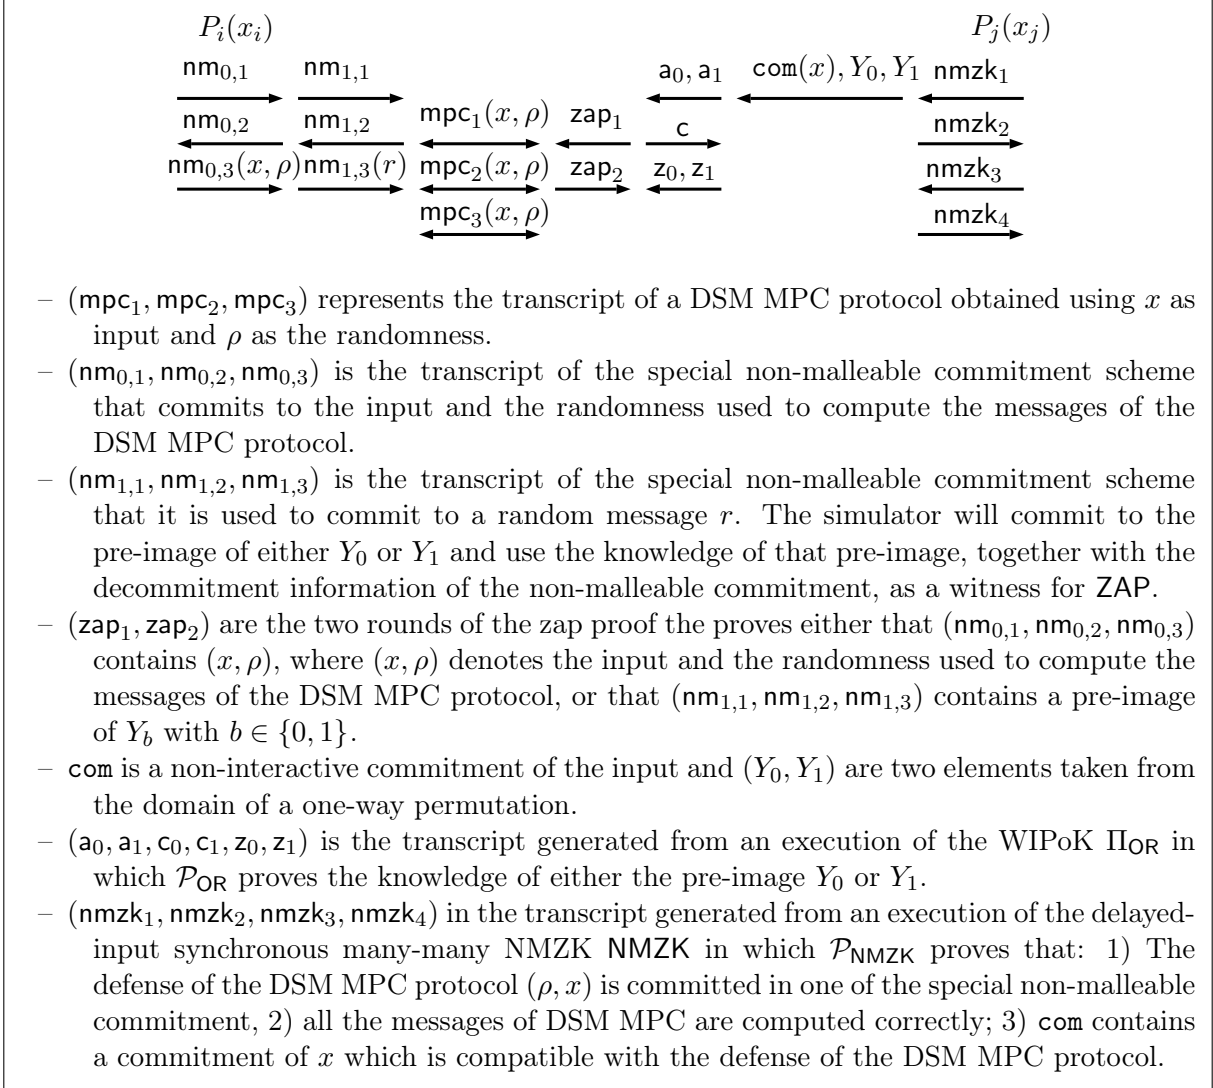 P_i(x_i) P_j(x_j)
nm_{0,1} nm_{1,1} a_0, a_1 com(x), Y_0, Y_1 nmzk_1
nm_{0,2} nm_{1,2} mpc_1(x, ρ) zap_1 c nmzk_2
nm_{0,3}(x, ρ) nm_{1,3}(r) mpc_2(x, ρ) zap_2 z_0, z_1 nmzk_3
mpc_3(x, ρ) nmzk_4
– (mpc_1, mpc_2, mpc_3) represents the transcript of a DSM MPC protocol obtained using x as
input and ρ as the randomness.
– (nm_{0,1}, nm_{0,2}, nm_{0,3}) is the transcript of the special non-malleable commitment scheme
that commits to the input and the randomness used to compute the messages of the
DSM MPC protocol.
– (nm_{1,1}, nm_{1,2}, nm_{1,3}) is the transcript of the special non-malleable commitment scheme
that it is used to commit to a random message r. The simulator will commit to the
pre-image of either Y_0 or Y_1 and use the knowledge of that pre-image, together with the
decommitment information of the non-malleable commitment, as a witness for ZAP.
– (zap_1, zap_2) are the two rounds of the zap proof the proves either that (nm_{0,1}, nm_{0,2}, nm_{0,3})
contains (x, ρ), where (x, ρ) denotes the input and the randomness used to compute the
messages of the DSM MPC protocol, or that (nm_{1,1}, nm_{1,2}, nm_{1,3}) contains a pre-image
of Y_b with b ∈ {0, 1}.
– com is a non-interactive commitment of the input and (Y_0, Y_1) are two elements taken from
the domain of a one-way permutation.
– (a_0, a_1, c_0, c_1, z_0, z_1) is the transcript generated from an execution of the WIPoK Π_OR in
which P_OR proves the knowledge of either the pre-image Y_0 or Y_1.
– (nmzk_1, nmzk_2, nmzk_3, nmzk_4) in the transcript generated from an execution of the delayed-
input synchronous many-many NMZK NMZK in which P_NMZK proves that: 1) The
defense of the DSM MPC protocol (ρ, x) is committed in one of the special non-malleable
commitment, 2) all the messages of DSM MPC are computed correctly; 3) com contains
a commitment of x which is compatible with the defense of the DSM MPC protocol.